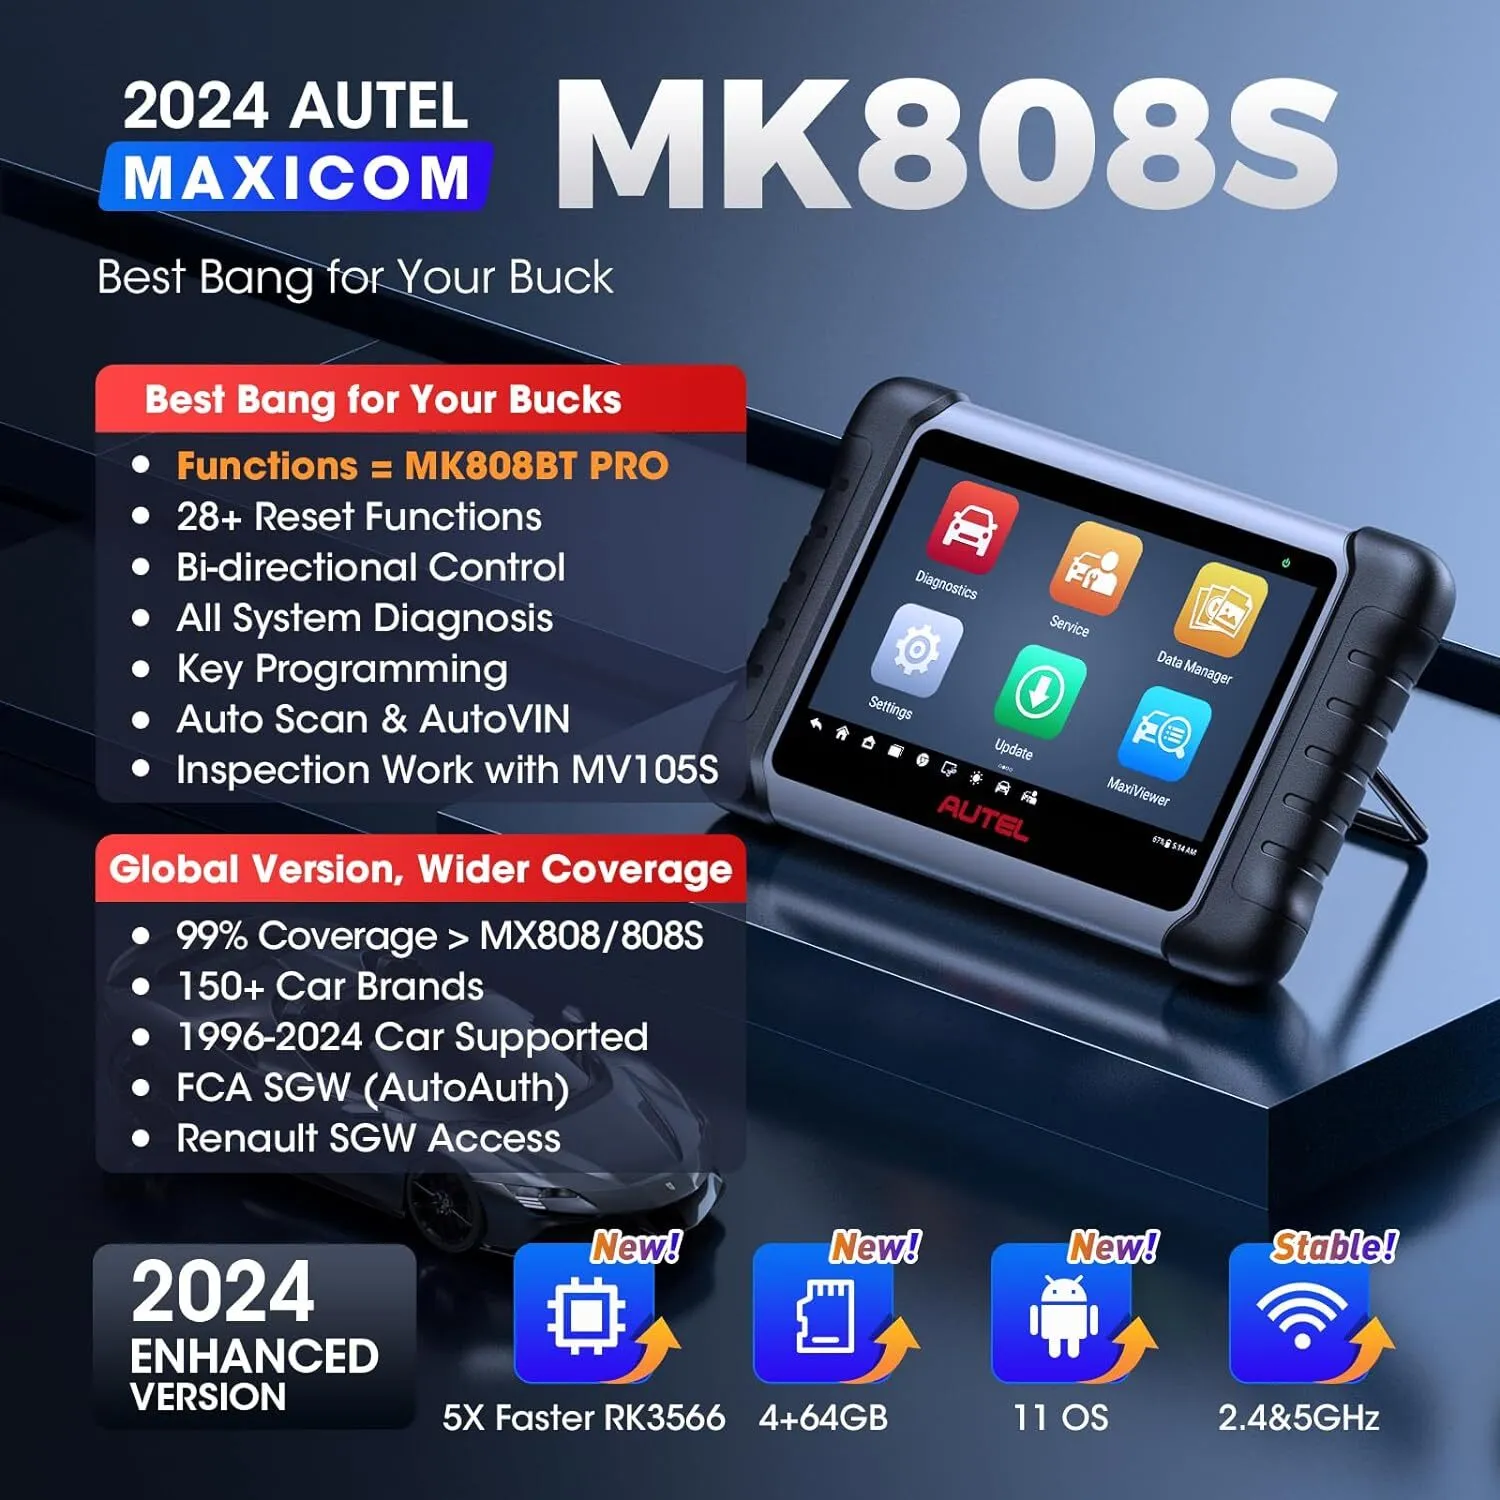 2024 AUTEL
MAXICOM
MK808S
Best Bang for Your Buck
Best Bang for Your Bucks
• Functions = MK808BT PRO
• 28+ Reset Functions
• Bi-directional Control
• All System Diagnosis
• Key Programming
• Auto Scan & AutoVIN
• Inspection Work with MV105S
Global Version, Wider Coverage
• 99% Coverage > MX808/808S
• 150+ Car Brands
• 1996-2024 Car Supported
• FCA SGW (AutoAuth)
• Renault SGW Access
Diagnostics
Service
Data Manager
Settings
Update
MaxiViewer
AUTEL
67% 5:14 AM
2024
ENHANCED
VERSION
New!
5X Faster RK3566
New!
4+64GB
New!
11 OS
Stable!
2.4&5GHz